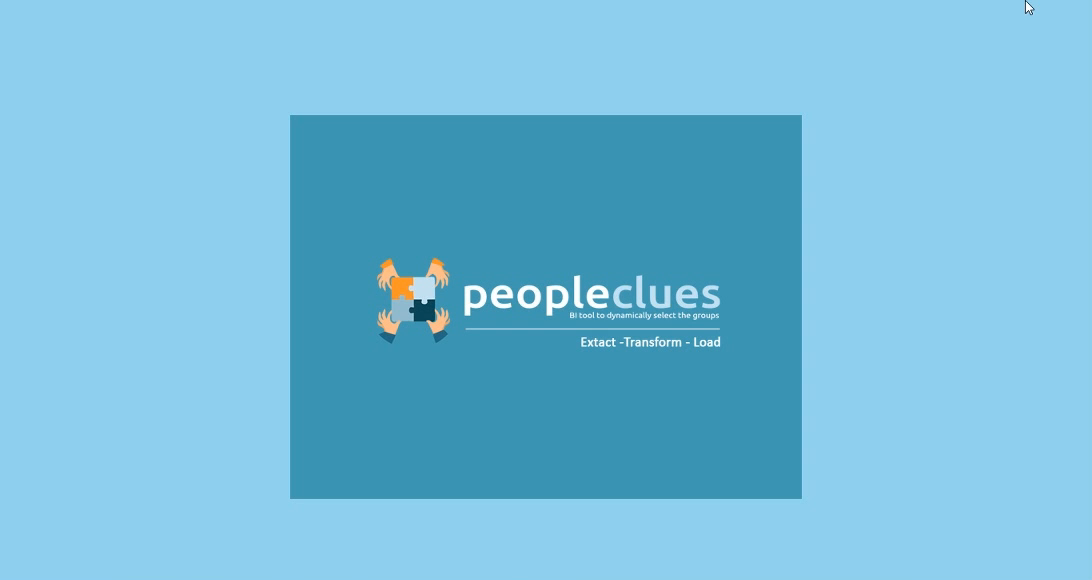 peopleclues
BI tool to dynamically select the groups
Extact -Transform - Load